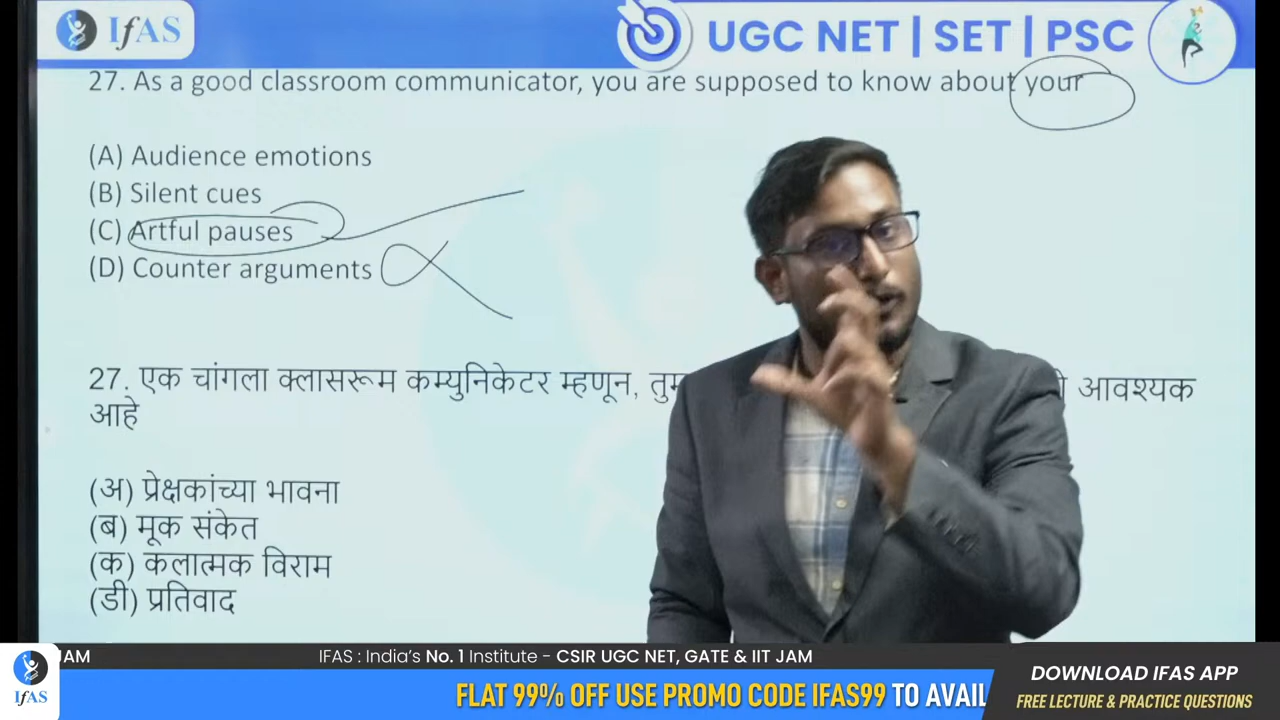 IfAS
UGC NET | SET | PSC
27. As a good classroom communicator, you are supposed to know about your
(A) Audience emotions
(B) Silent cues
(C) Artful pauses
(D) Counter arguments
27. एक चांगला क्लासरूम कम्युनिकेटर म्हणून, आवश्यक
आहे
(अ) प्रेक्षकांच्या भावना
(ब) मूक संकेत
(क) कलात्मक विराम
(डी) प्रतिवाद
JAM IFAS : India's No. 1 Institute - CSIR UGC NET, GATE & IIT JAM
IfAS
FLAT 99% OFF USE PROMO CODE IFAS99 TO AVAIL
DOWNLOAD IFAS APP
FREE LECTURE & PRACTICE QUESTIONS